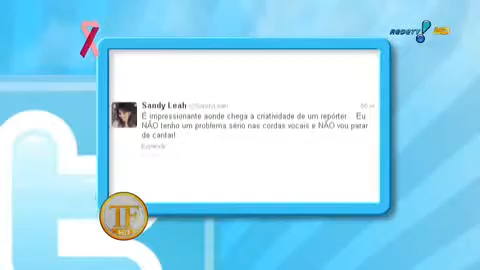 REDETV!
Sandy Leah @SandyLeah
É impressionante aonde chega a criatividade de um repórter... Eu
NÃO tenho um problema sério nas cordas vocais e NÃO vou parar
de cantar!
Expandir
TF